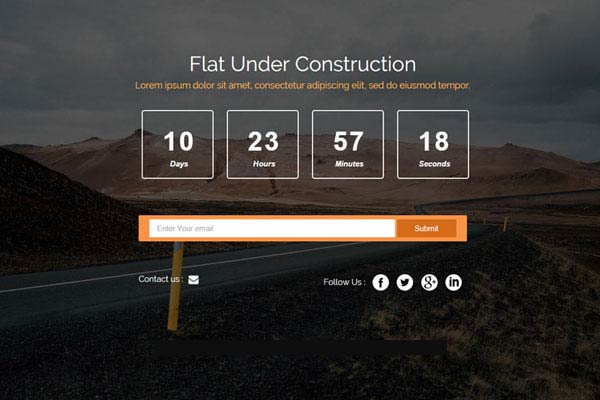 Flat Under Construction
Lorem ipsum dolor sit amet, consectetur adipiscing elit, sed do eiusmod tempor.
10 23 57 18
Days Hours Minutes Seconds
Enter Your email Submit
Contact us : Follow Us : f g+ in